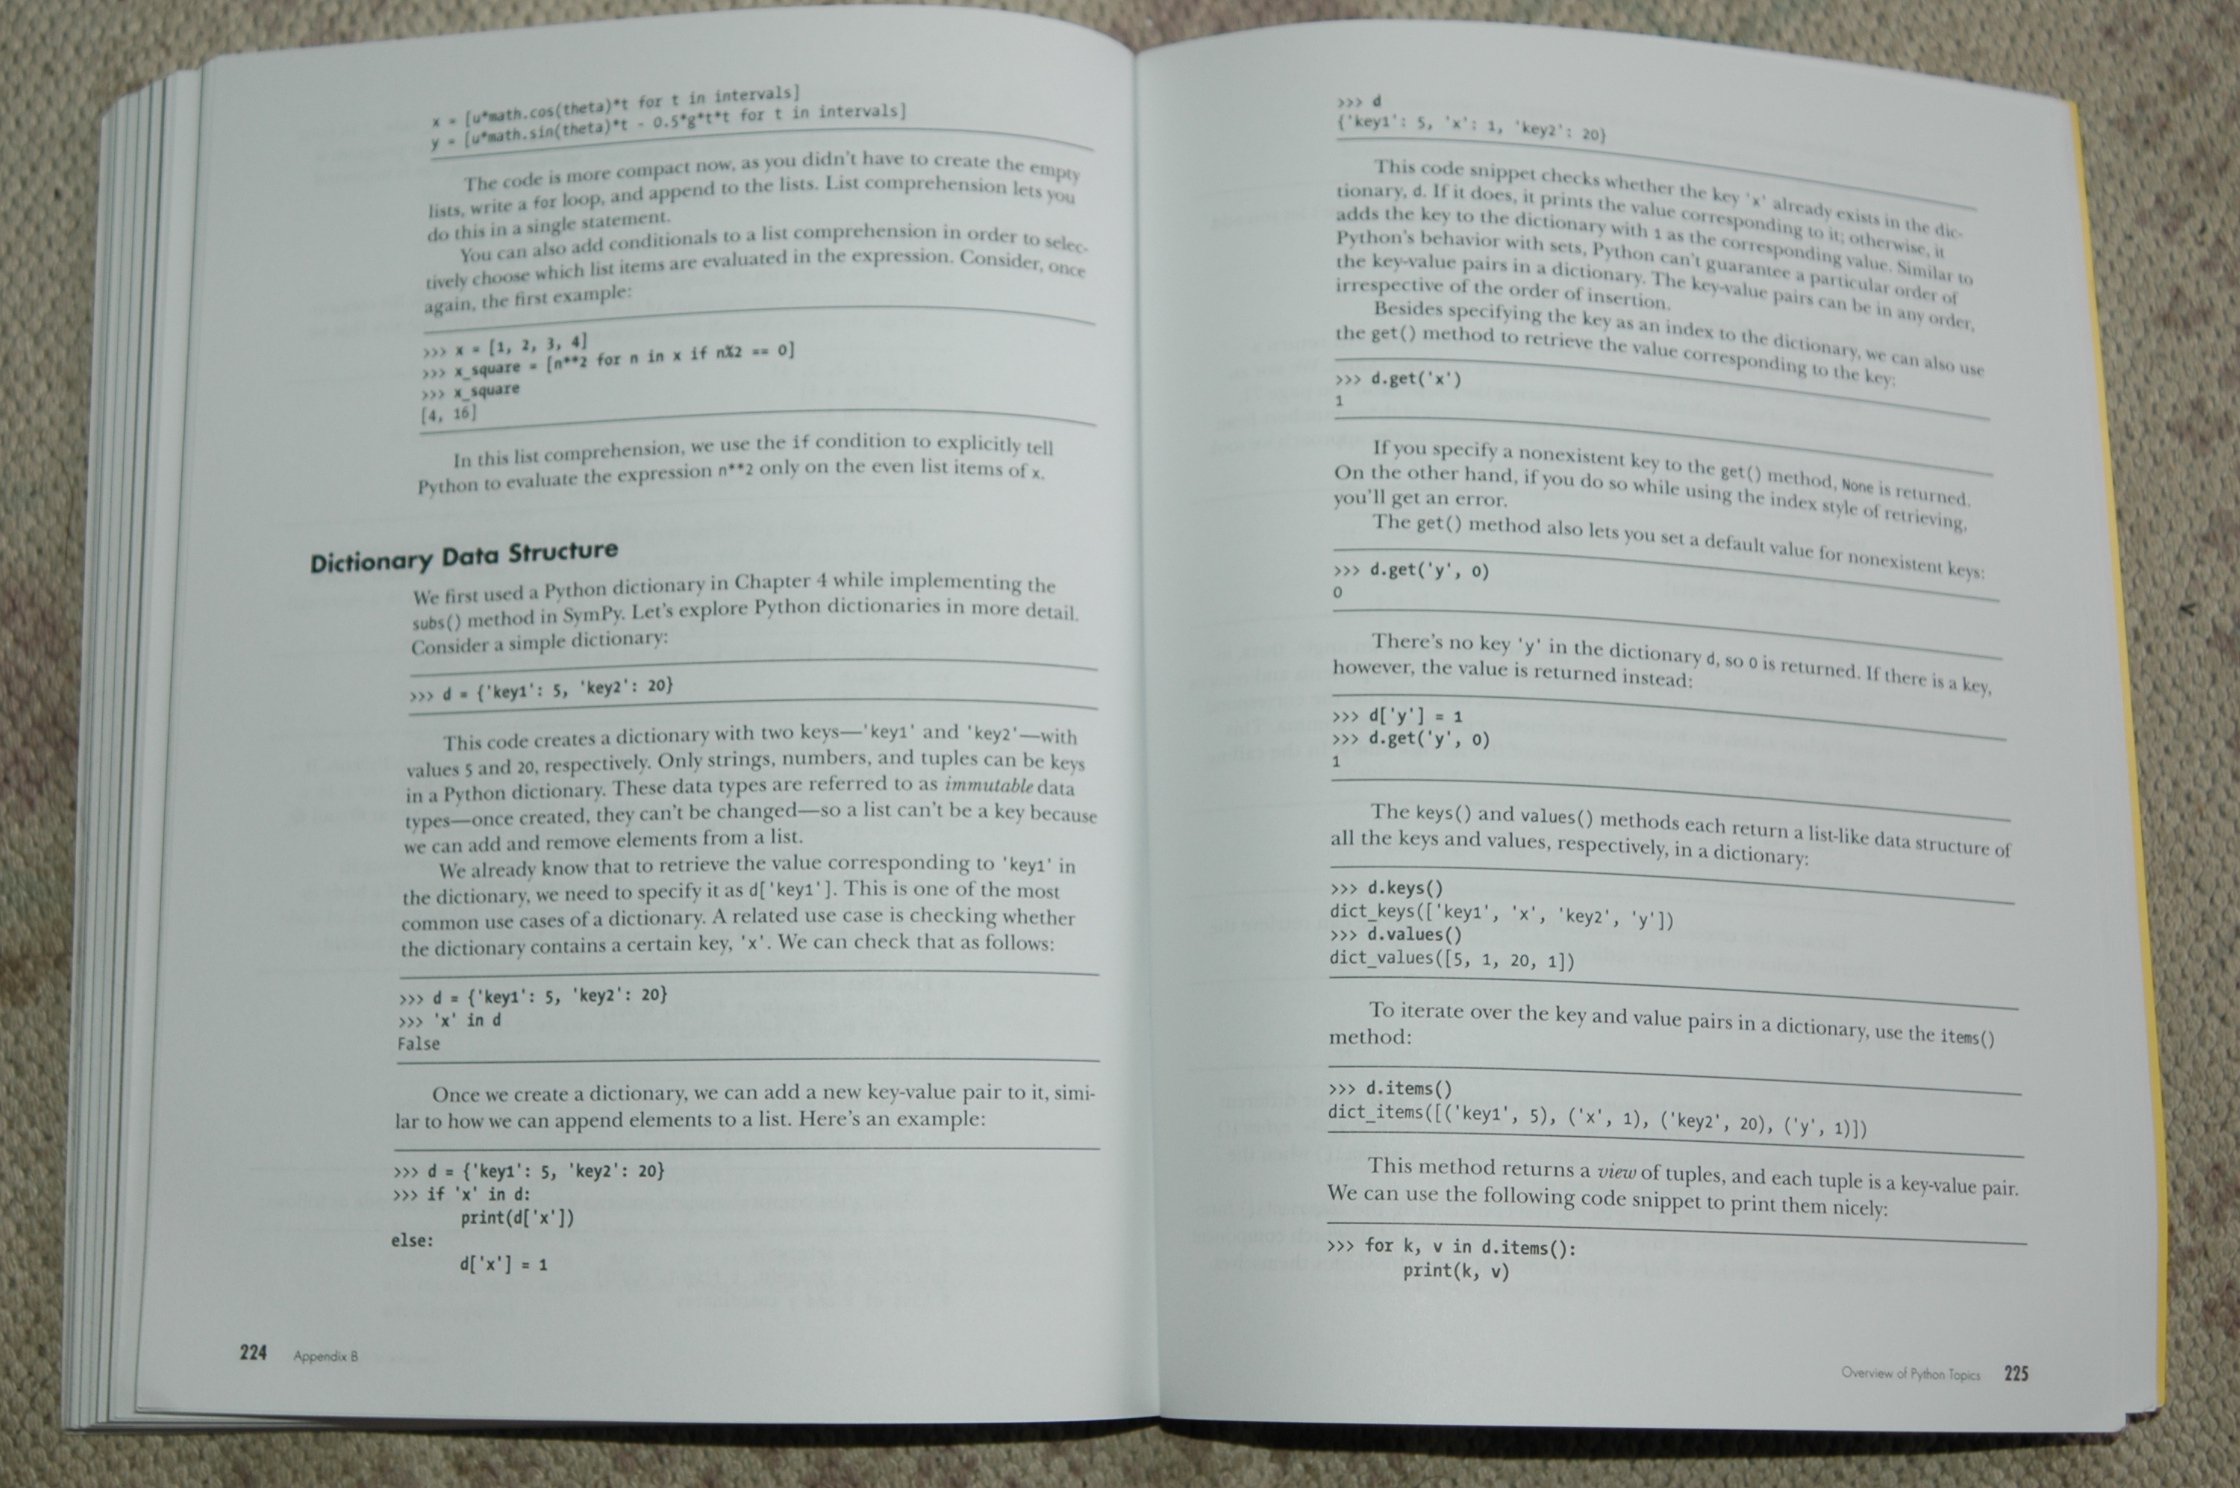 x = [u*math.cos(theta)*t for t in intervals]
y = [u*math.sin(theta)*t - 0.5*g*t*t for t in intervals]
The code is more compact now, as you didn't have to create the empty
lists, write a for loop, and append to the lists. List comprehension lets you
do this in a single statement.
You can also add conditionals to a list comprehension in order to selec-
tively choose which list items are evaluated in the expression. Consider, once
again, the first example:
>>> x = [1, 2, 3, 4]
>>> x_square = [n**2 for n in x if n%2 == 0]
>>> x_square
[4, 16]
In this list comprehension, we use the if condition to explicitly tell
Python to evaluate the expression n**2 only on the even list items of x.
Dictionary Data Structure
We first used a Python dictionary in Chapter 4 while implementing the
subs() method in SymPy. Let's explore Python dictionaries in more detail.
Consider a simple dictionary:
>>> d = {'key1': 5, 'key2': 20}
This code creates a dictionary with two keys—'key1' and 'key2'—with
values 5 and 20, respectively. Only strings, numbers, and tuples can be keys
in a Python dictionary. These data types are referred to as immutable data
types—once created, they can't be changed—so a list can't be a key because
we can add and remove elements from a list.
We already know that to retrieve the value corresponding to 'key1' in
the dictionary, we need to specify it as d['key1']. This is one of the most
common use cases of a dictionary. A related use case is checking whether
the dictionary contains a certain key, 'x'. We can check that as follows:
>>> d = {'key1': 5, 'key2': 20}
>>> 'x' in d
False
Once we create a dictionary, we can add a new key-value pair to it, simi-
lar to how we can append elements to a list. Here's an example:
>>> d = {'key1': 5, 'key2': 20}
>>> if 'x' in d:
print(d['x'])
else:
d['x'] = 1
224 Appendix B
>>> d
{'key1': 5, 'x': 1, 'key2': 20}
This code snippet checks whether the key 'x' already exists in the dic-
tionary, d. If it does, it prints the value corresponding to it; otherwise, it
adds the key to the dictionary with 1 as the corresponding value. Similar to
Python's behavior with sets, Python can't guarantee a particular order of
the key-value pairs in a dictionary. The key-value pairs can be in any order,
irrespective of the order of insertion.
Besides specifying the key as an index to the dictionary, we can also use
the get() method to retrieve the value corresponding to the key:
>>> d.get('x')
1
If you specify a nonexistent key to the get() method, None is returned.
On the other hand, if you do so while using the index style of retrieving,
you'll get an error.
The get() method also lets you set a default value for nonexistent keys:
>>> d.get('y', 0)
0
There's no key 'y' in the dictionary d, so 0 is returned. If there is a key,
however, the value is returned instead:
>>> d['y'] = 1
>>> d.get('y', 0)
1
The keys() and values() methods each return a list-like data structure of
all the keys and values, respectively, in a dictionary:
>>> d.keys()
dict_keys(['key1', 'x', 'key2', 'y'])
>>> d.values()
dict_values([5, 1, 20, 1])
To iterate over the key and value pairs in a dictionary, use the items()
method:
>>> d.items()
dict_items([('key1', 5), ('x', 1), ('key2', 20), ('y', 1)])
This method returns a view of tuples, and each tuple is a key-value pair.
We can use the following code snippet to print them nicely:
>>> for k, v in d.items():
print(k, v)
Overview of Python Topics 225